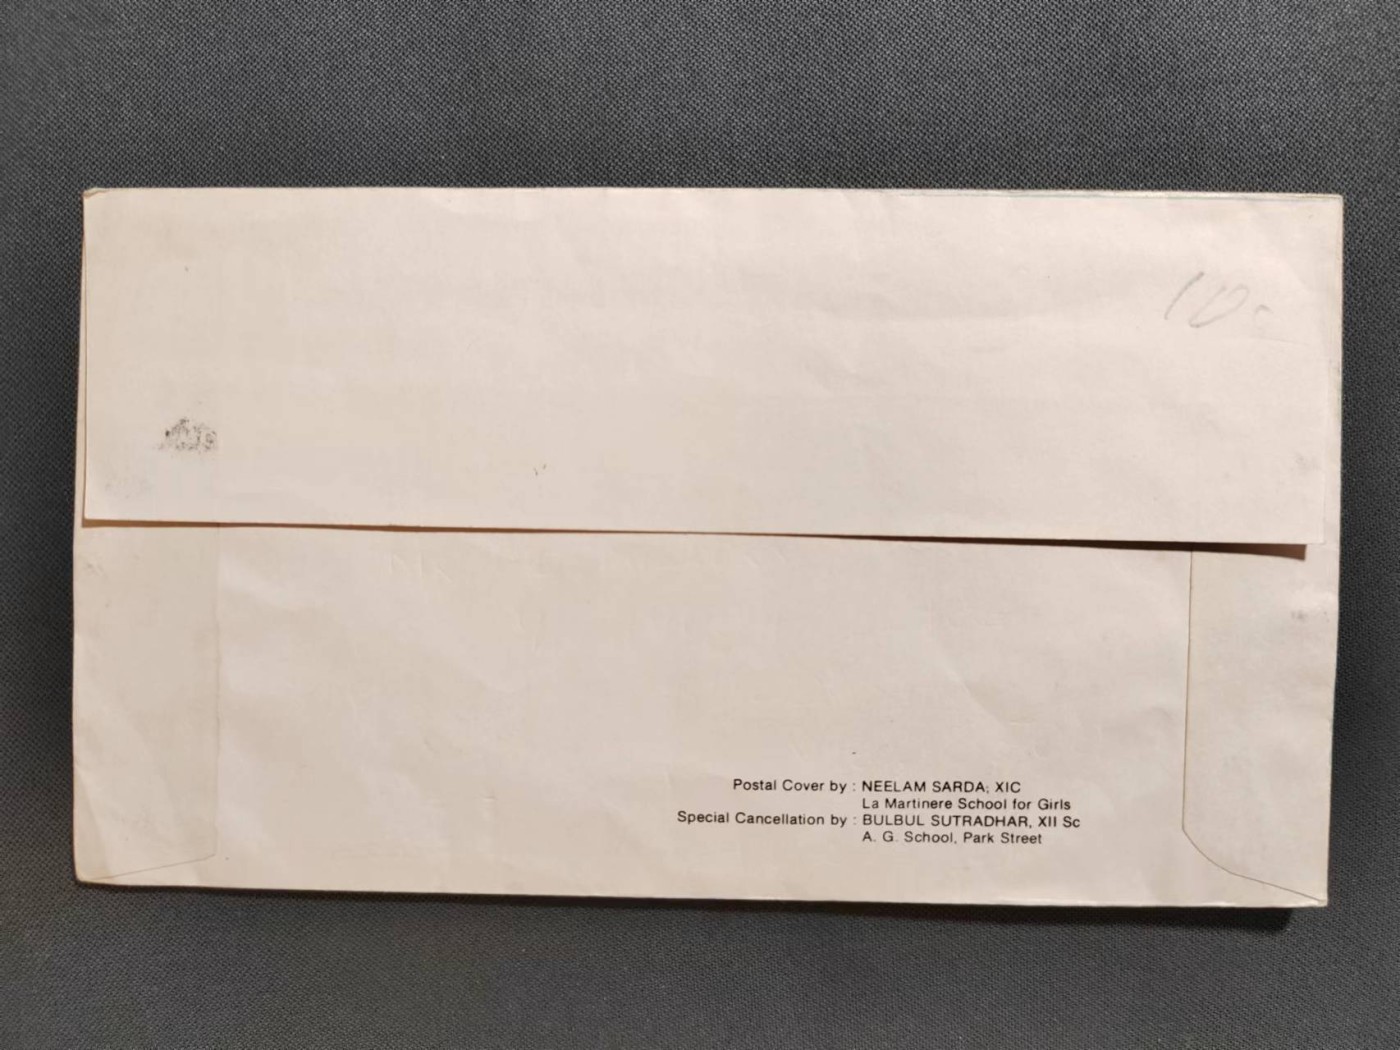 10.
Postal Cover by : NEELAM SARDA; XIC
La Martinere School for Girls
Special Cancellation by : BULBUL SUTRADHAR, XII Sc
A. G. School, Park Street